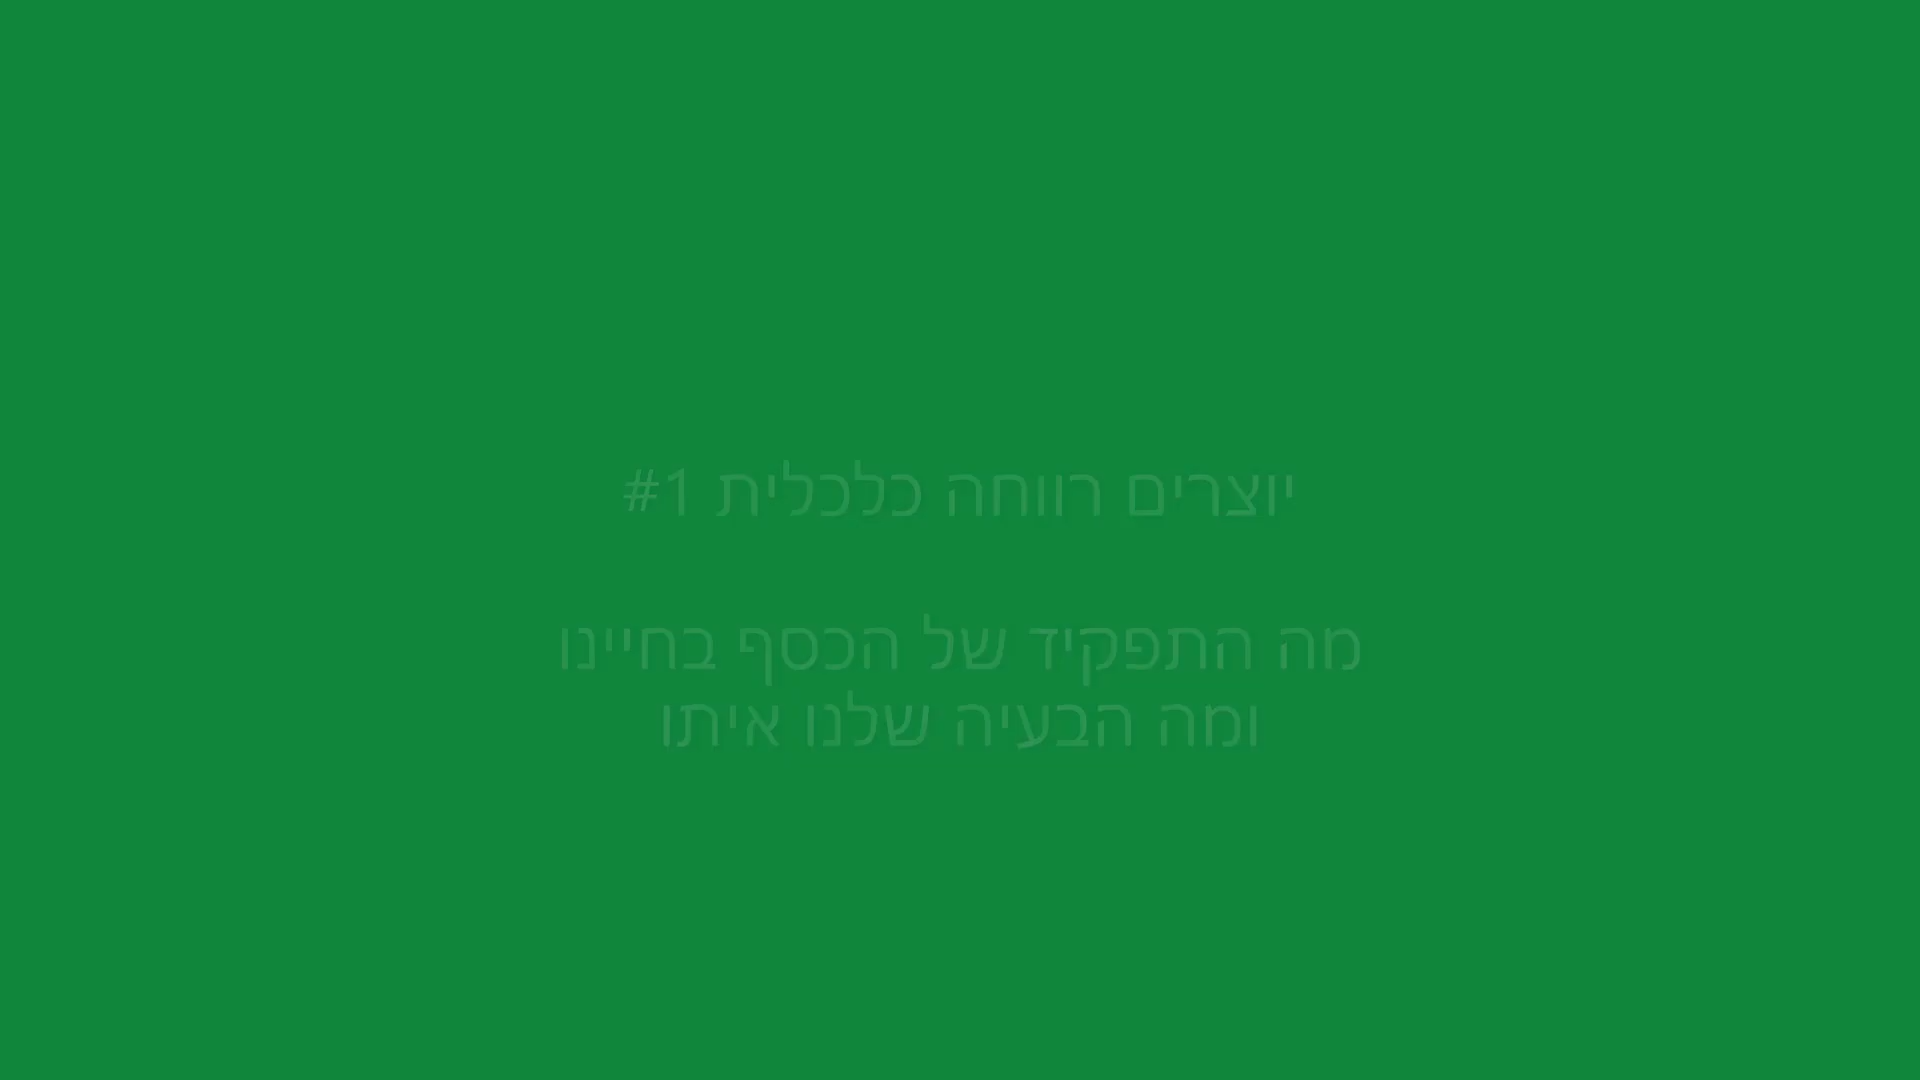 יוצרים רווחה כלכלית 1#
מה התפקיד של הכסף בחיינו
ומה הבעיה שלנו איתו